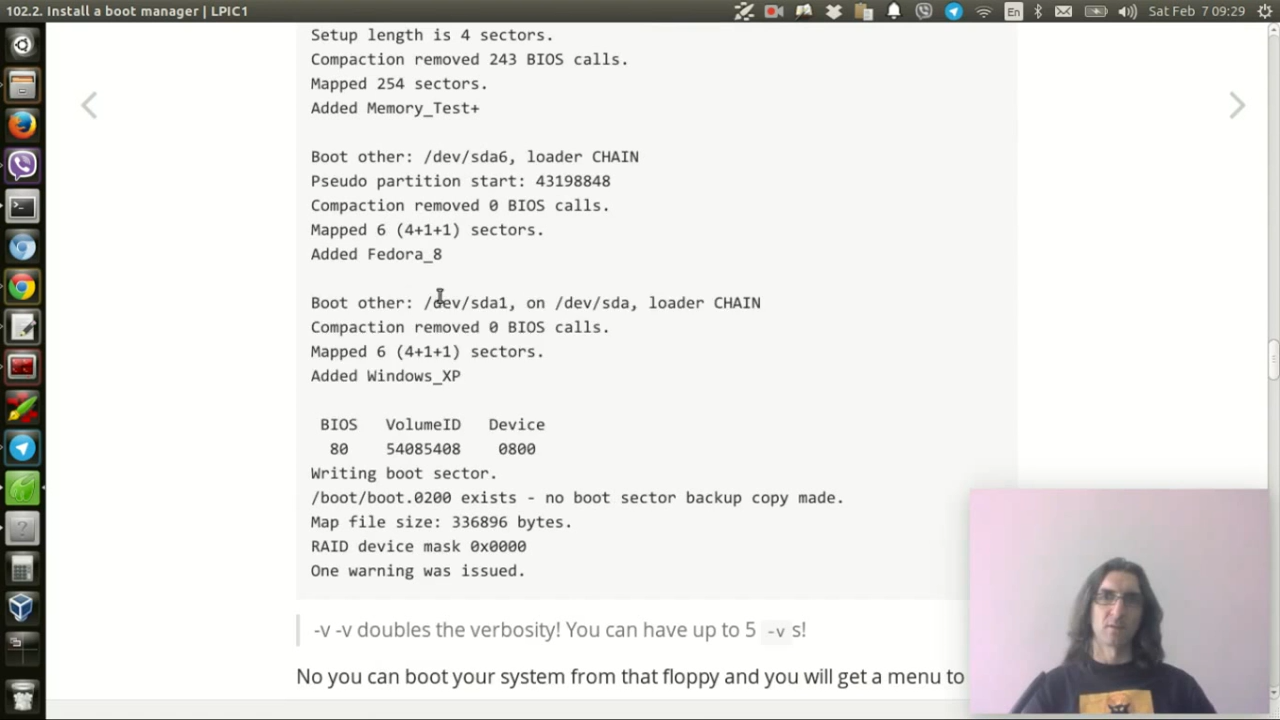 102.2. Install a boot manager | LPIC1
En
Sat Feb 7 09:29
Setup length is 4 sectors.
Compaction removed 243 BIOS calls.
Mapped 254 sectors.
Added Memory_Test+
Boot other: /dev/sda6, loader CHAIN
Pseudo partition start: 43198848
Compaction removed 0 BIOS calls.
Mapped 6 (4+1+1) sectors.
Added Fedora_8
Boot other: /dev/sda1, on /dev/sda, loader CHAIN
Compaction removed 0 BIOS calls.
Mapped 6 (4+1+1) sectors.
Added Windows_XP
BIOS VolumeID Device
80 54085408 0800
Writing boot sector.
/boot/boot.0200 exists - no boot sector backup copy made.
Map file size: 336896 bytes.
RAID device mask 0x0000
One warning was issued.
-v -v doubles the verbosity! You can have up to 5 -v s!
No you can boot your system from that floppy and you will get a menu to